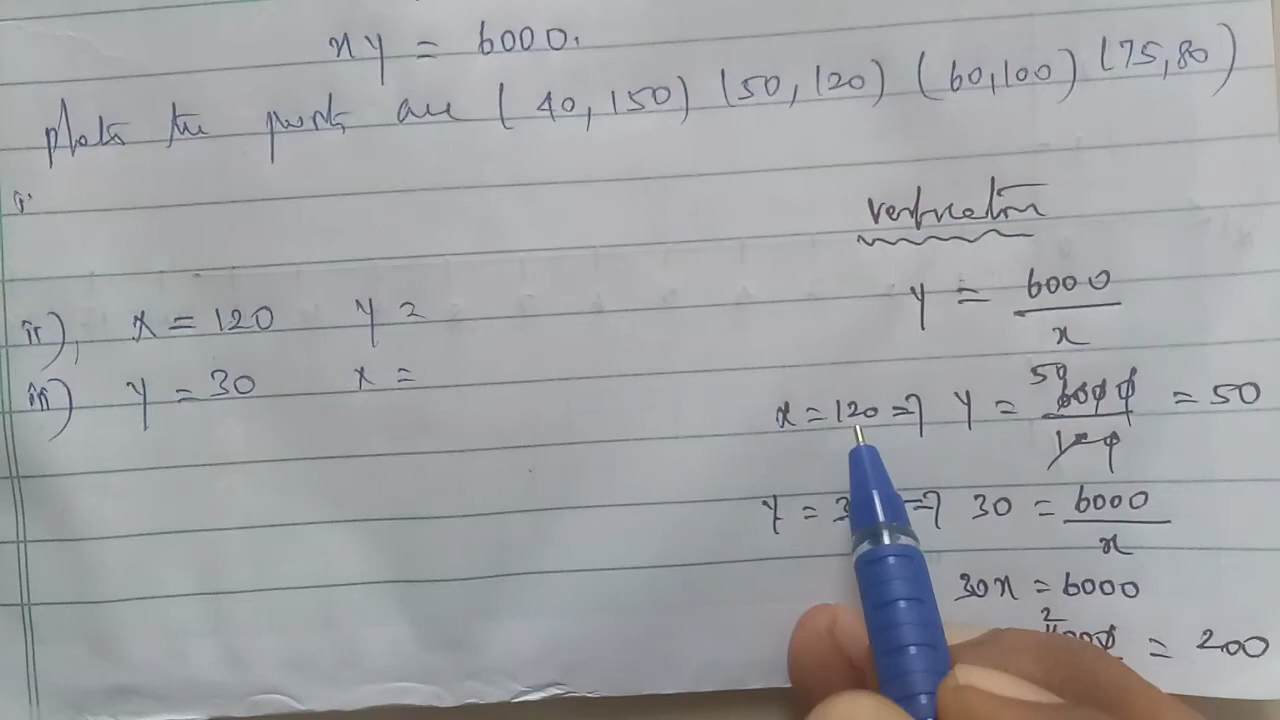 xy = 6000.
Plots the points are (40,150) (50,120) (60,100) (75,80)
i
ii), x = 120 y =
iii) y = 30 x =
verification
y = 6000/x
x = 120 => y = 6000/120 = 50
y = 3 => 30 = 6000/x
30x = 6000
= 200